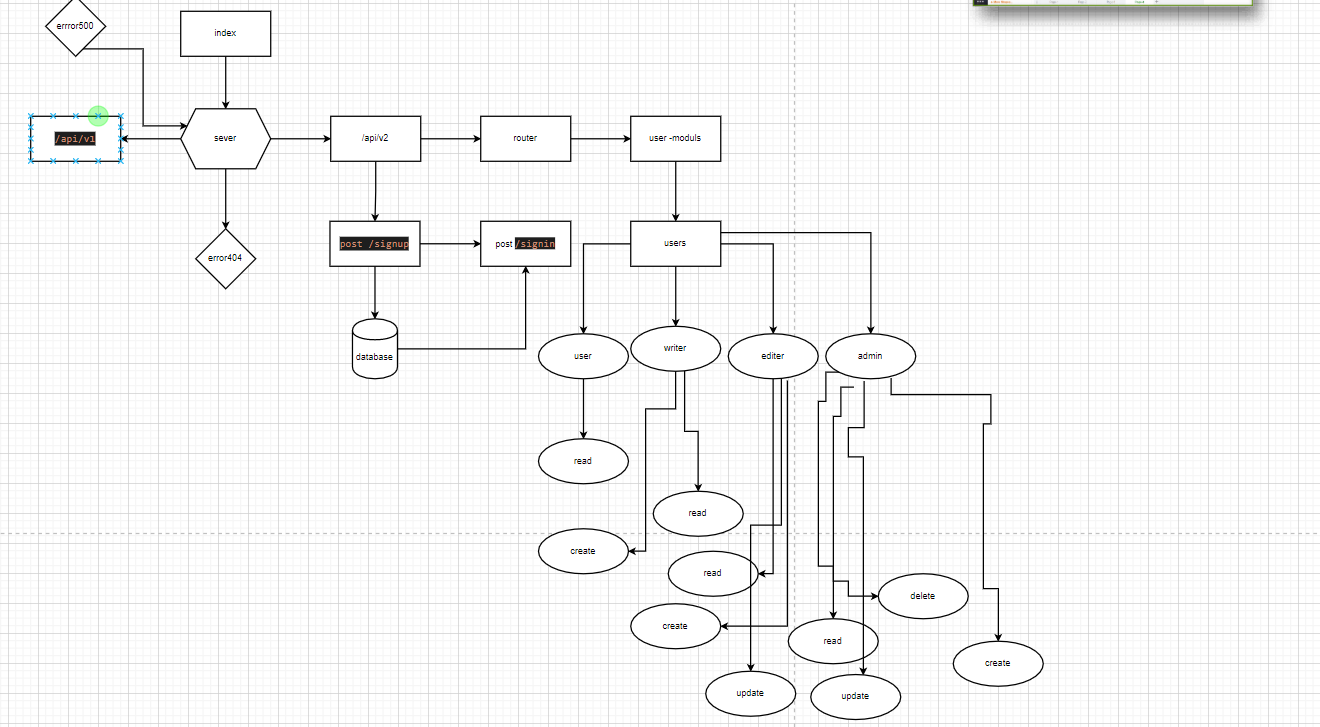 errror500
index
/api/v1
sever
/api/v2
router
user -moduls
post /signup
post /signin
users
error404
database
user
writer
editer
admin
read
read
create
read
delete
create
read
create
update
update